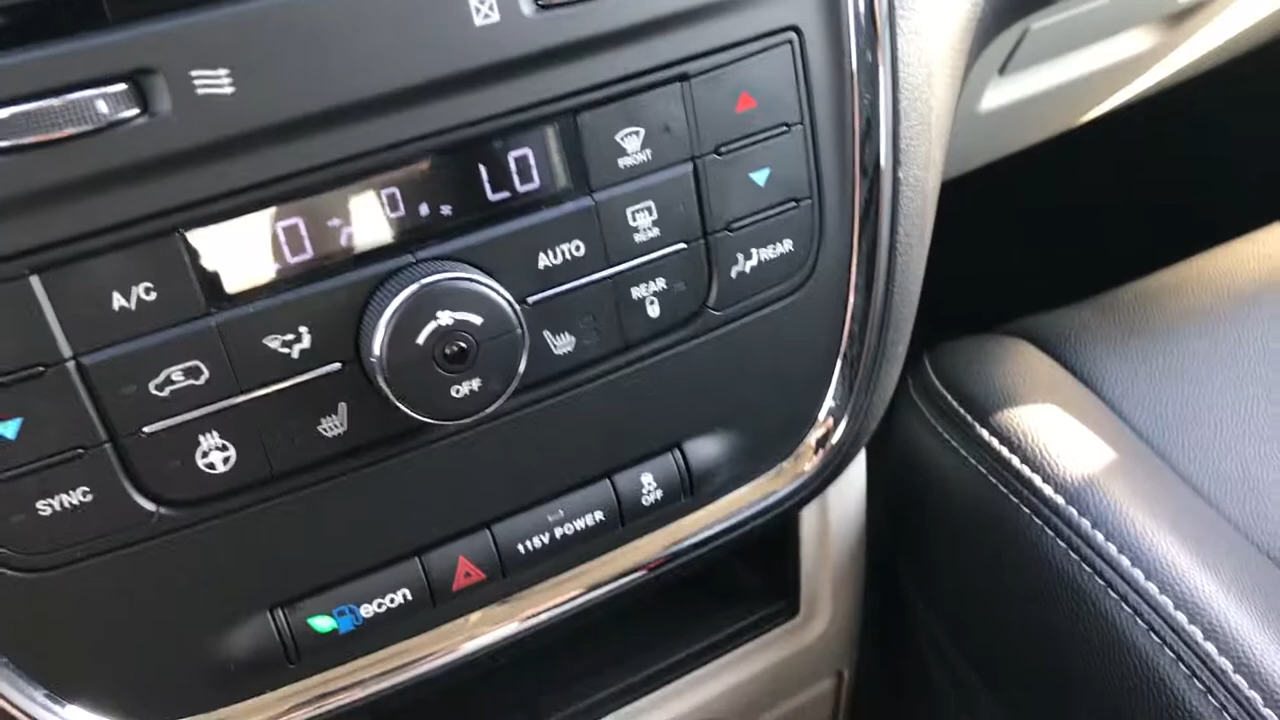 LO
FRONT
A/C
AUTO
REAR
REAR
REAR
OFF
SYNC
OFF
115V POWER
econ